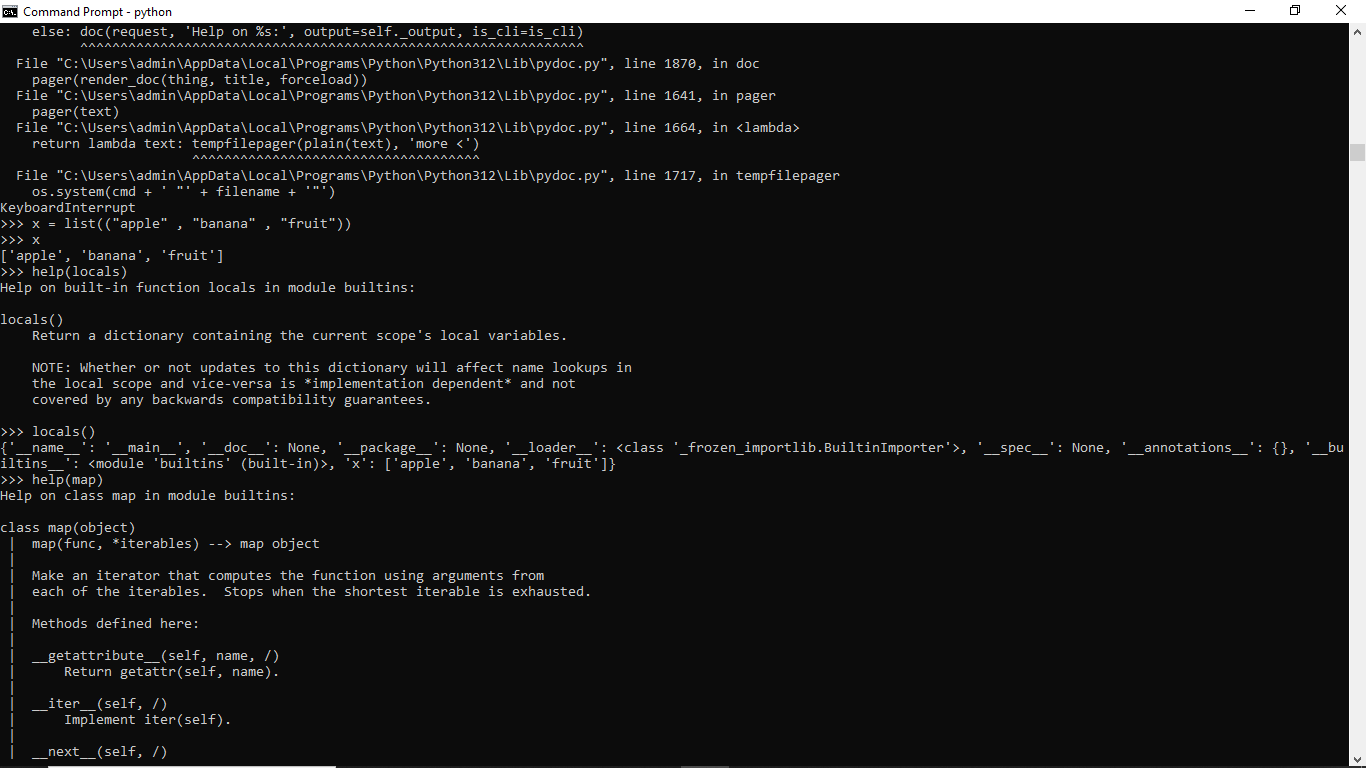 Command Prompt - python
    else: doc(request, 'Help on %s:', output=self._output, is_cli=is_cli)
          ^^^^^^^^^^^^^^^^^^^^^^^^^^^^^^^^^^^^^^^^^^^^^^^^^^^^^^^^^^^^^^^
  File "C:\Users\admin\AppData\Local\Programs\Python\Python312\Lib\pydoc.py", line 1870, in doc
    pager(render_doc(thing, title, forceload))
  File "C:\Users\admin\AppData\Local\Programs\Python\Python312\Lib\pydoc.py", line 1641, in pager
    pager(text)
  File "C:\Users\admin\AppData\Local\Programs\Python\Python312\Lib\pydoc.py", line 1664, in <lambda>
    return lambda text: tempfilepager(plain(text), 'more <')
                        ^^^^^^^^^^^^^^^^^^^^^^^^^^^^^^^^^^^^
  File "C:\Users\admin\AppData\Local\Programs\Python\Python312\Lib\pydoc.py", line 1717, in tempfilepager
    os.system(cmd + ' "' + filename + '"')
KeyboardInterrupt
>>> x = list(("apple" , "banana" , "fruit"))
>>> x
['apple', 'banana', 'fruit']
>>> help(locals)
Help on built-in function locals in module builtins:

locals()
    Return a dictionary containing the current scope's local variables.

    NOTE: Whether or not updates to this dictionary will affect name lookups in
    the local scope and vice-versa is *implementation dependent* and not
    covered by any backwards compatibility guarantees.

>>> locals()
{'__name__': '__main__', '__doc__': None, '__package__': None, '__loader__': <class '_frozen_importlib.BuiltinImporter'>, '__spec__': None, '__annotations__': {}, '__bu
iltins__': <module 'builtins' (built-in)>, 'x': ['apple', 'banana', 'fruit']}
>>> help(map)
Help on class map in module builtins:

class map(object)
 |  map(func, *iterables) --> map object
 |
 |  Make an iterator that computes the function using arguments from
 |  each of the iterables.  Stops when the shortest iterable is exhausted.
 |
 |  Methods defined here:
 |
 |  __getattribute__(self, name, /)
 |      Return getattr(self, name).
 |
 |  __iter__(self, /)
 |      Implement iter(self).
 |
 |  __next__(self, /)